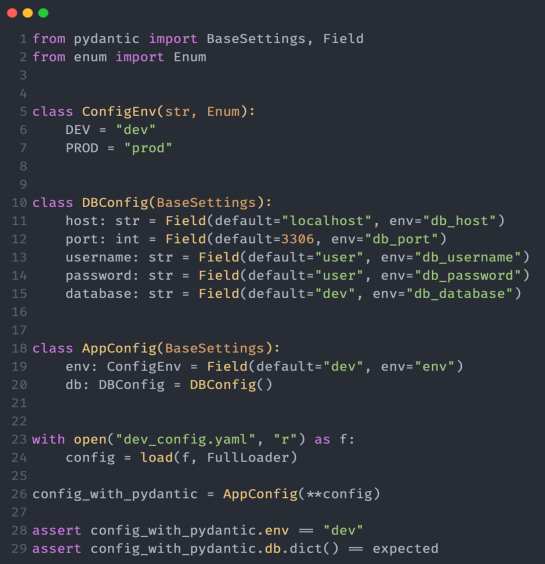 1 from pydantic import BaseSettings, Field
2 from enum import Enum
3
4
5 class ConfigEnv(str, Enum):
6     DEV = "dev"
7     PROD = "prod"
8
9
10 class DBConfig(BaseSettings):
11     host: str = Field(default="localhost", env="db_host")
12     port: int = Field(default=3306, env="db_port")
13     username: str = Field(default="user", env="db_username")
14     password: str = Field(default="user", env="db_password")
15     database: str = Field(default="dev", env="db_database")
16
17
18 class AppConfig(BaseSettings):
19     env: ConfigEnv = Field(default="dev", env="env")
20     db: DBConfig = DBConfig()
21
22
23 with open("dev_config.yaml", "r") as f:
24     config = load(f, FullLoader)
25
26 config_with_pydantic = AppConfig(**config)
27
28 assert config_with_pydantic.env == "dev"
29 assert config_with_pydantic.db.dict() == expected